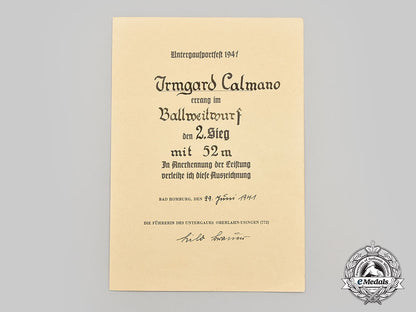 Untergausportfest 1941
Irmgard Calmano
errang im
Ballweitwurf
den 2. Sieg
mit 52 m
In Anerkennung der Leistung
verleihe ich diese Auszeichnung
BAD HOMBURG, DEN 29. Juni 1941
DIE FÜHRERIN DES UNTERGAUES OBERLAHN-USINGEN (772)
eMedals